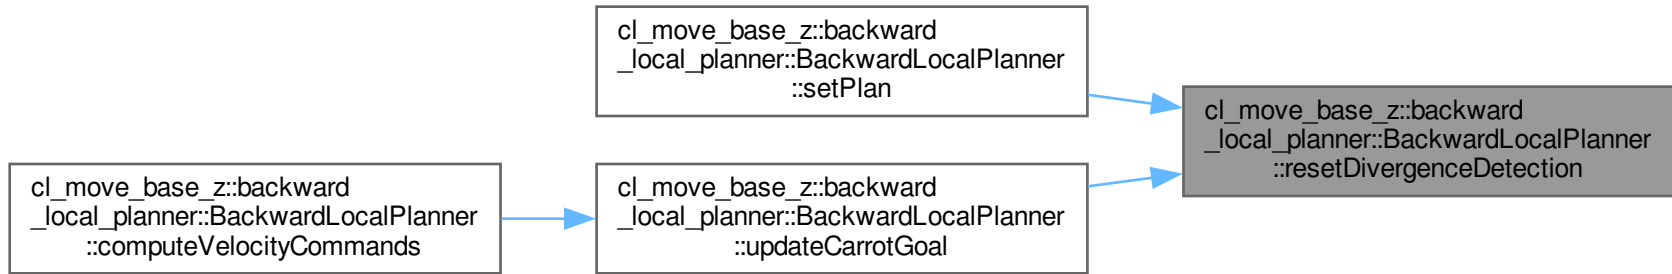 cl_move_base_z::backward
_local_planner::BackwardLocalPlanner
::setPlan
cl_move_base_z::backward
_local_planner::BackwardLocalPlanner
::resetDivergenceDetection
cl_move_base_z::backward
_local_planner::BackwardLocalPlanner
::computeVelocityCommands
cl_move_base_z::backward
_local_planner::BackwardLocalPlanner
::updateCarrotGoal